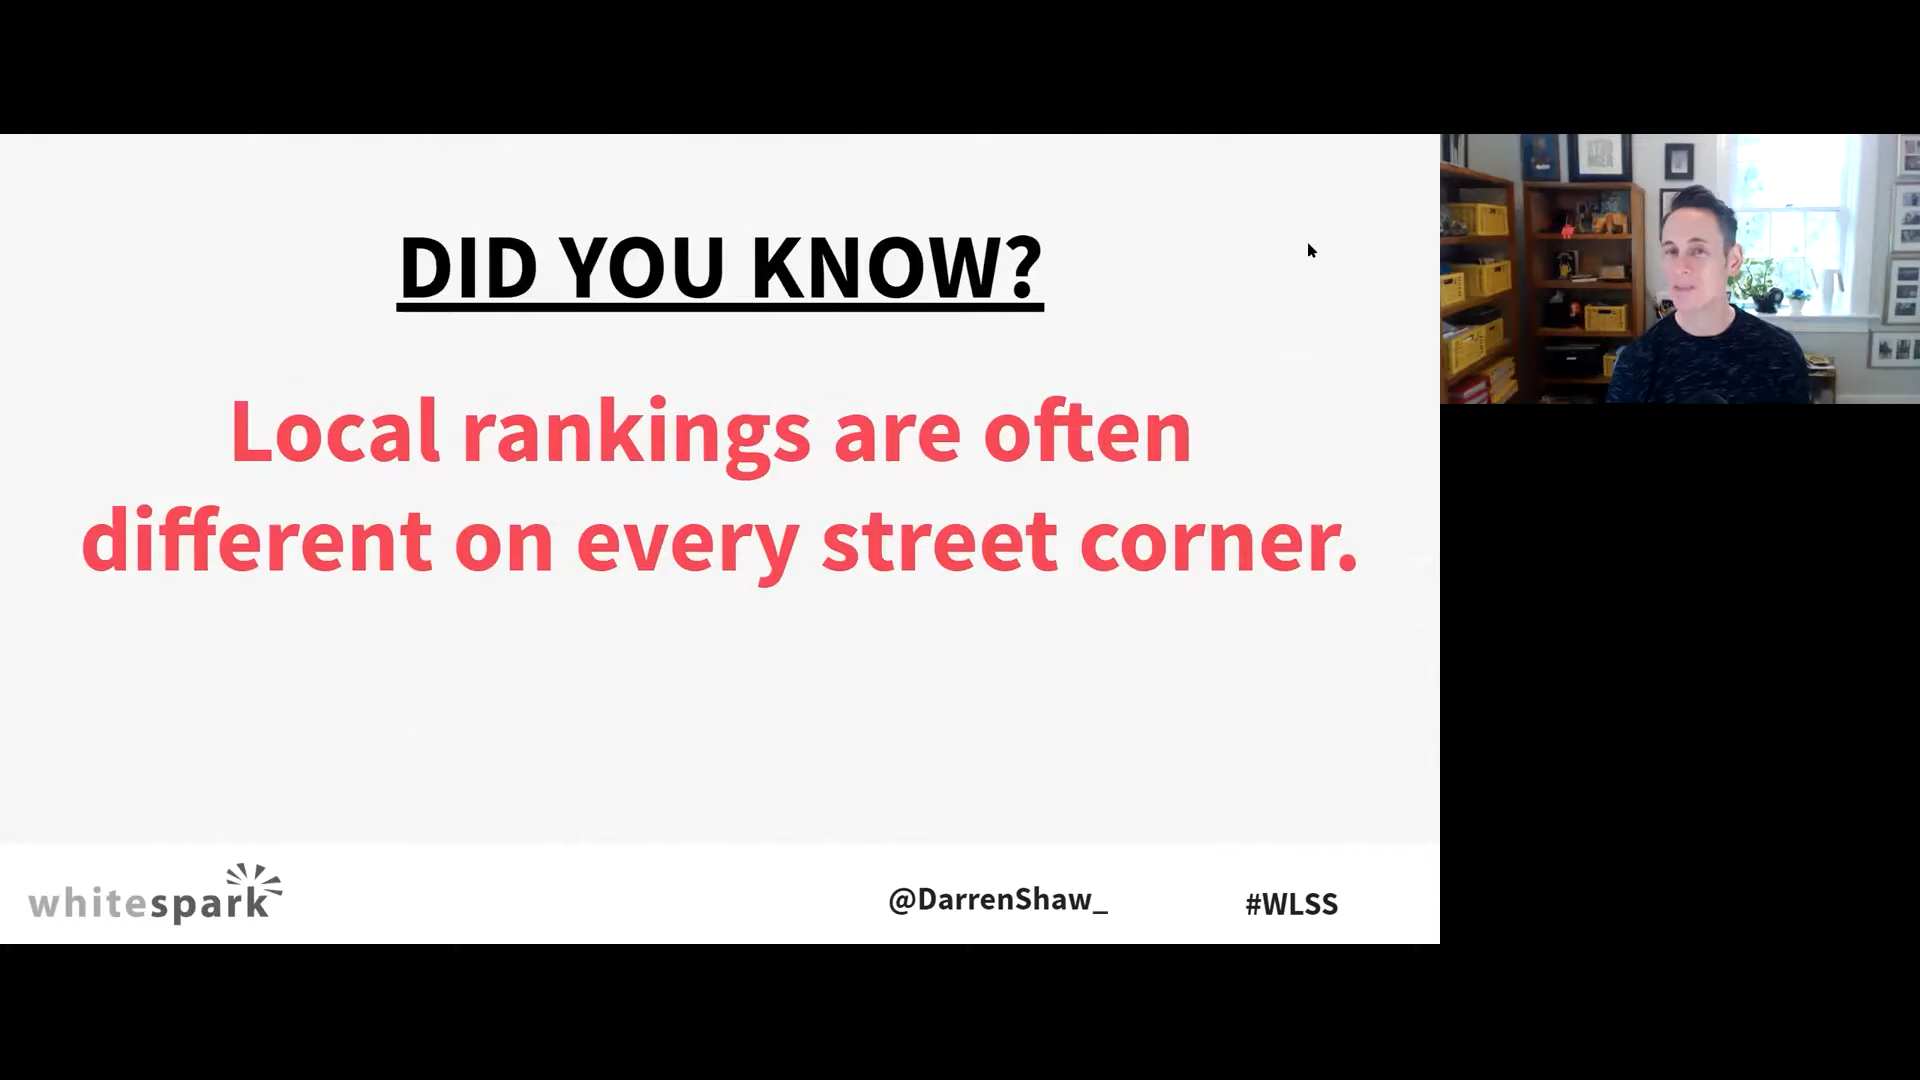 DID YOU KNOW?
Local rankings are often
different on every street corner.
whitespark
@DarrenShaw_
#WLSS